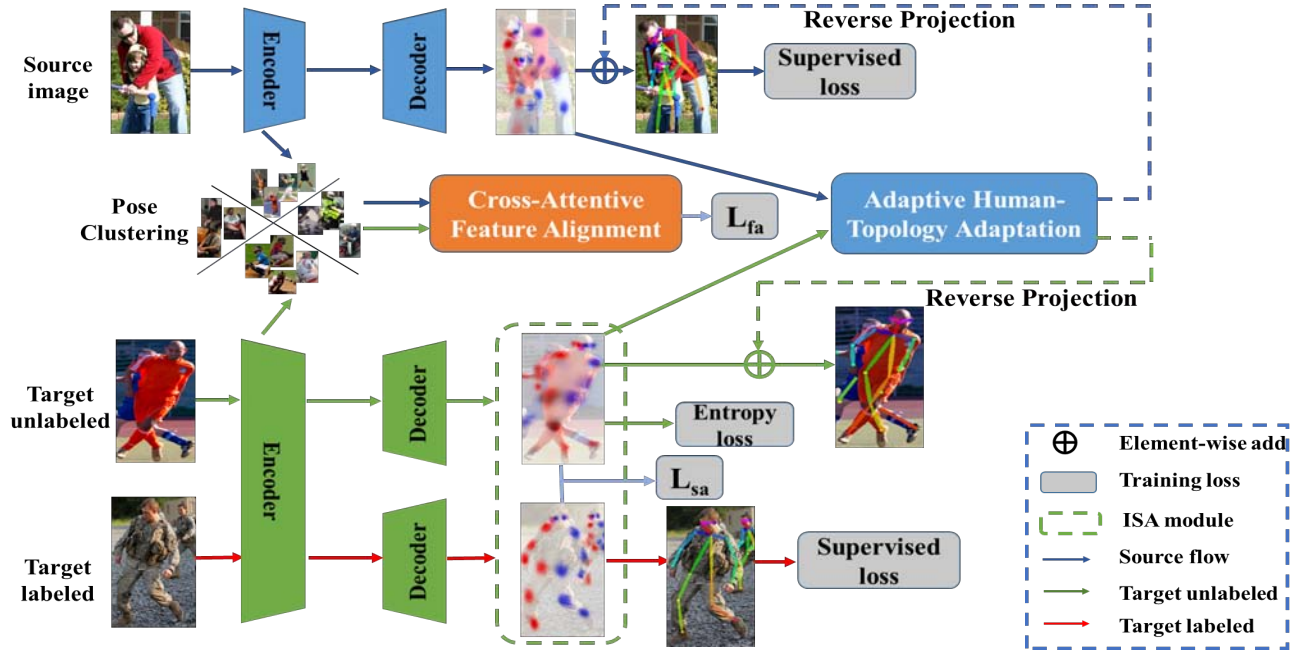 Reverse Projection
Source
image
Encoder
Decoder
Supervised
loss
Pose
Clustering
Cross-Attentive
Feature Alignment
Lfa
Adaptive Human-
Topology Adaptation
Reverse Projection
Target
unlabeled
Encoder
Decoder
Entropy
loss
Lsa
Target
labeled
Decoder
Supervised
loss
Element-wise add
Training loss
ISA module
Source flow
Target unlabeled
Target labeled